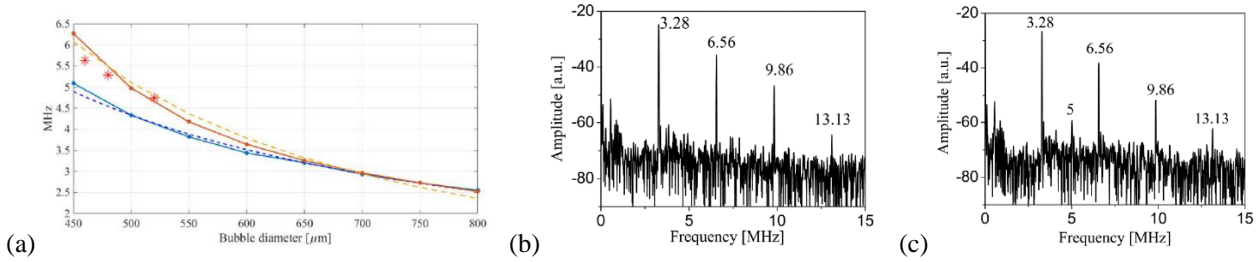 (a)
MHz
6.5
6
5.5
5
4.5
4
3.5
3
2.5
2
450 500 550 600 650 700 750 800
Bubble diameter [μm]
(b)
Amplitude [a.u.]
-20
-40
-60
-80
3.28
6.56
9.86
13.13
0 5 10 15
Frequency [MHz]
(c)
Amplitude [a.u.]
-20
-40
-60
-80
3.28
6.56
9.86
5
13.13
0 5 10 15
Frequency [MHz]